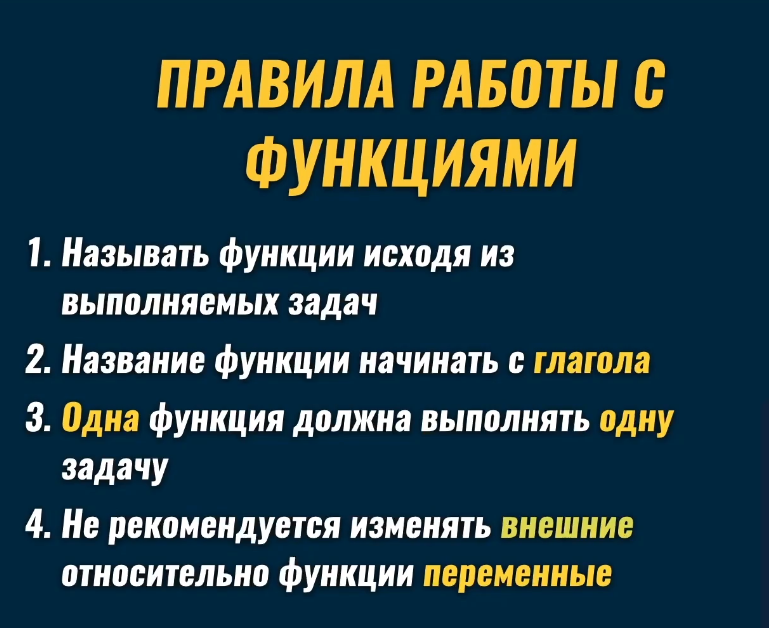 ПРАВИЛА РАБОТЫ С
ФУНКЦИЯМИ
1. Называть функции исходя из
выполняемых задач
2. Название функции начинать с глагола
3. Одна функция должна выполнять одну
задачу
4. Не рекомендуется изменять внешние
относительно функции переменные